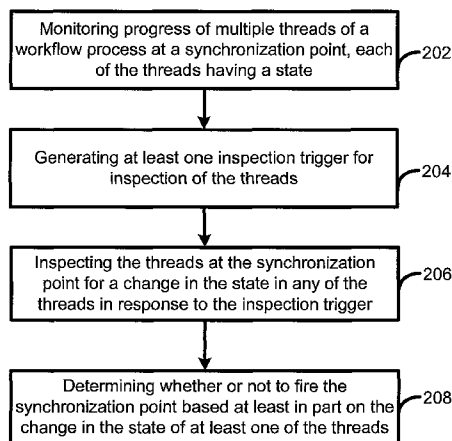 Monitoring progress of multiple threads of a
workflow process at a synchronization point, each
of the threads having a state
202
Generating at least one inspection trigger for
inspection of the threads
204
Inspecting the threads at the synchronization
point for a change in the state in any of the
threads in response to the inspection trigger
206
Determining whether or not to fire the
synchronization point based at least in part on the
change in the state of at least one of the threads
208